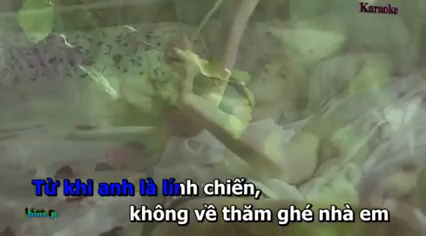 Karaoke
Từ khi anh là lính chiến,
không về thăm ghé nhà em